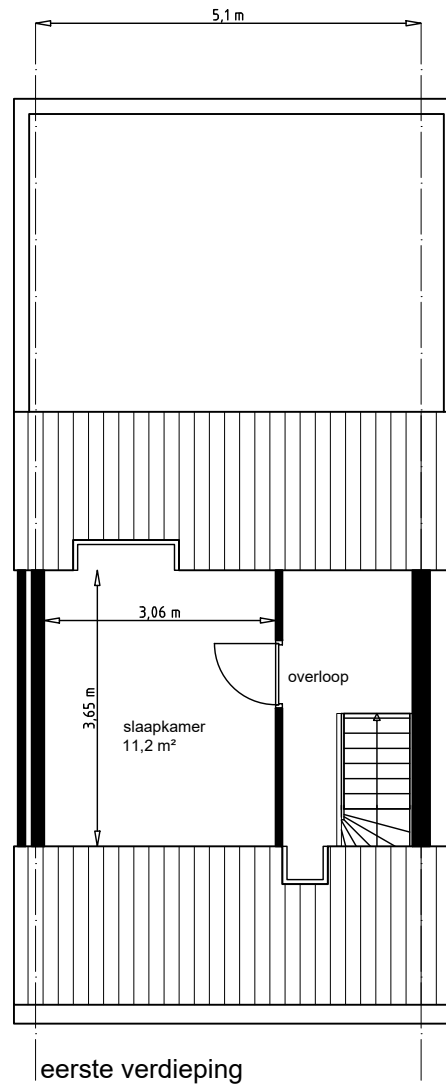 5,1 m
3,06 m
3,65 m
overloop
slaapkamer
11,2 m²
eerste verdieping